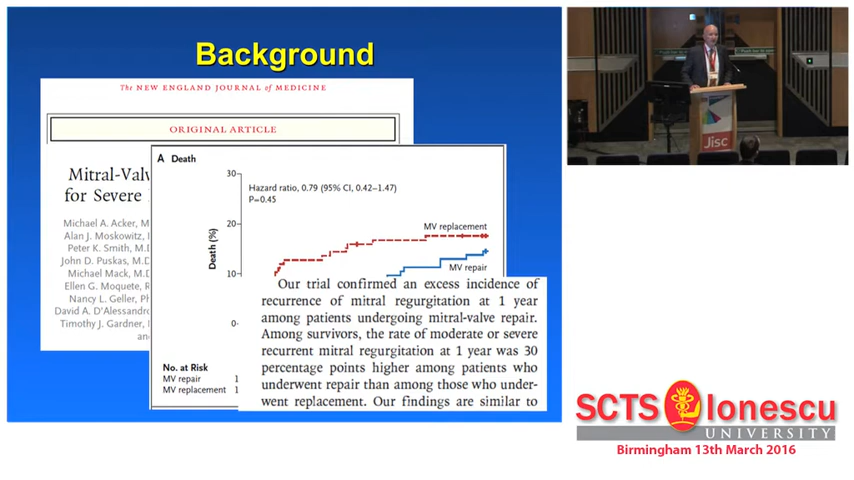 Background
The NEW ENGLAND JOURNAL of MEDICINE
ORIGINAL ARTICLE
Mitral-Valv
for Severe
Michael A. Acker, M
Alan J. Moskowitz,
Peter K. Smith, M.D
John D. Puskas, M.D
Michael Mack, M.D
Ellen G. Moquete, R
Nancy L. Geller, Ph
David A. D'Alessandro
Timothy J. Gardner,
and
A Death
30
20
10
0
Death (%)
Hazard ratio, 0.79 (95% CI, 0.42–1.47)
P=0.45
MV replacement
MV repair
No. at Risk
MV repair 1
MV replacement 1
Our trial confirmed an excess incidence of
recurrence of mitral regurgitation at 1 year
among patients undergoing mitral-valve repair.
Among survivors, the rate of moderate or severe
recurrent mitral regurgitation at 1 year was 30
percentage points higher among patients who
underwent repair than among those who under-
went replacement. Our findings are similar to
Jisc
SCTS Ionescu
UNIVERSITY
Birmingham 13th March 2016